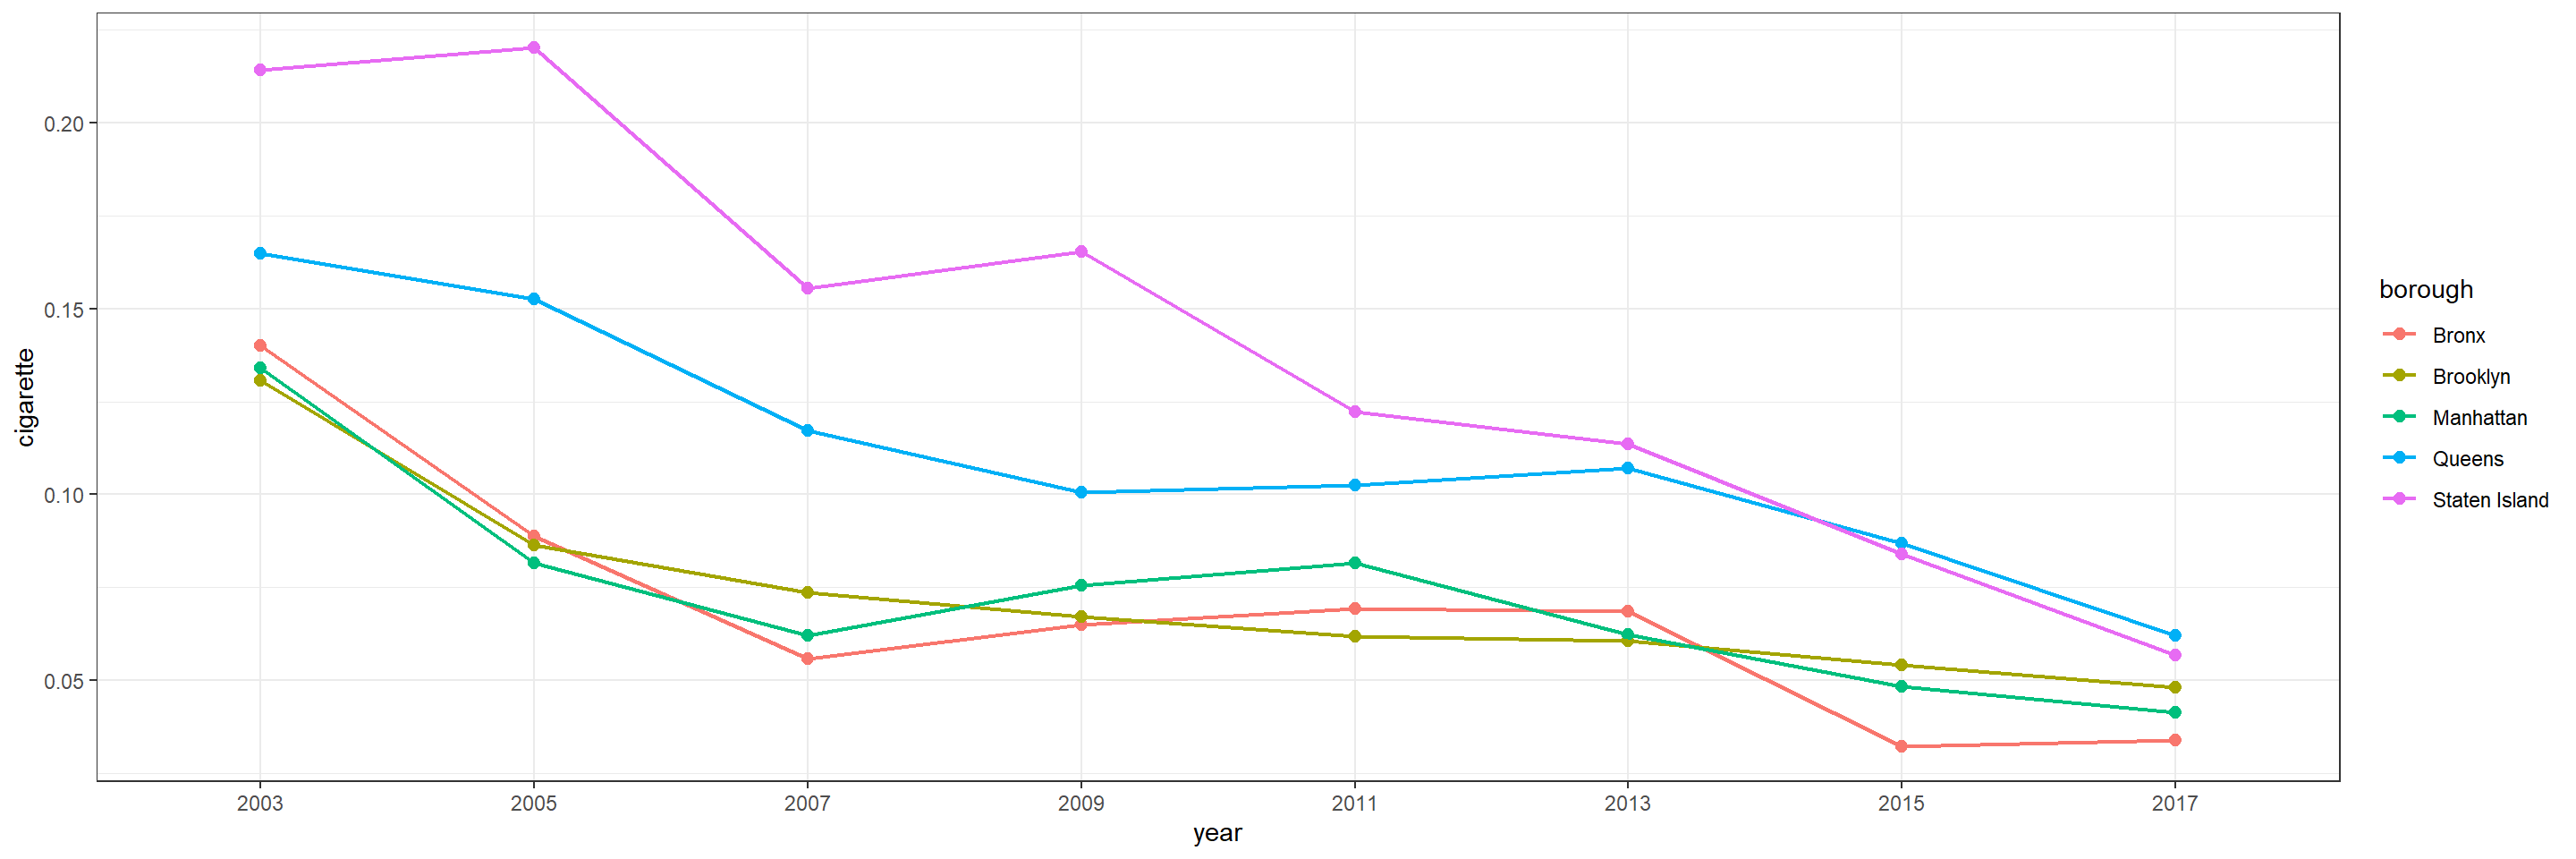 0.20
0.15
0.10
0.05
cigarette
2003 2005 2007 2009 2011 2013 2015 2017
year
borough
Bronx
Brooklyn
Manhattan
Queens
Staten Island